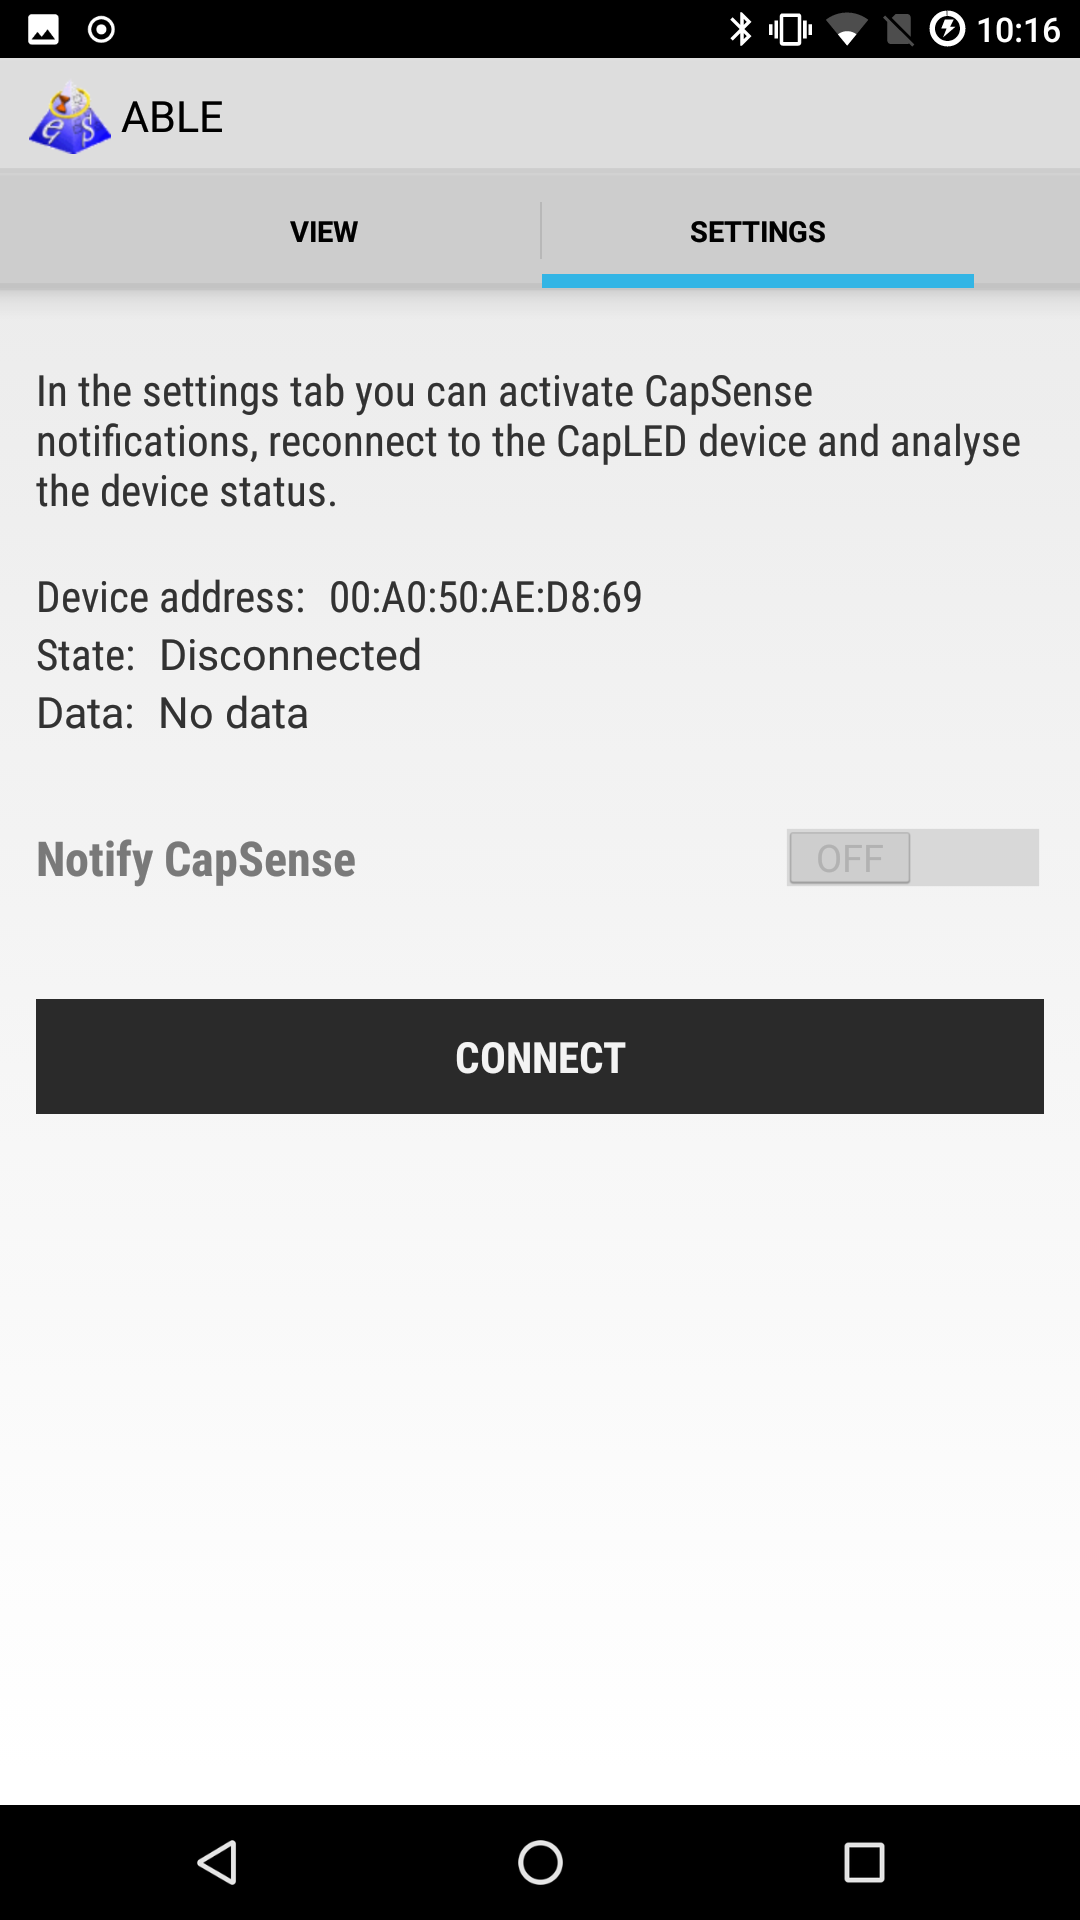 10:16
eS ABLE
VIEW SETTINGS
In the settings tab you can activate CapSense
notifications, reconnect to the CapLED device and analyse
the device status.
Device address: 00:A0:50:AE:D8:69
State: Disconnected
Data: No data
Notify CapSense OFF
CONNECT